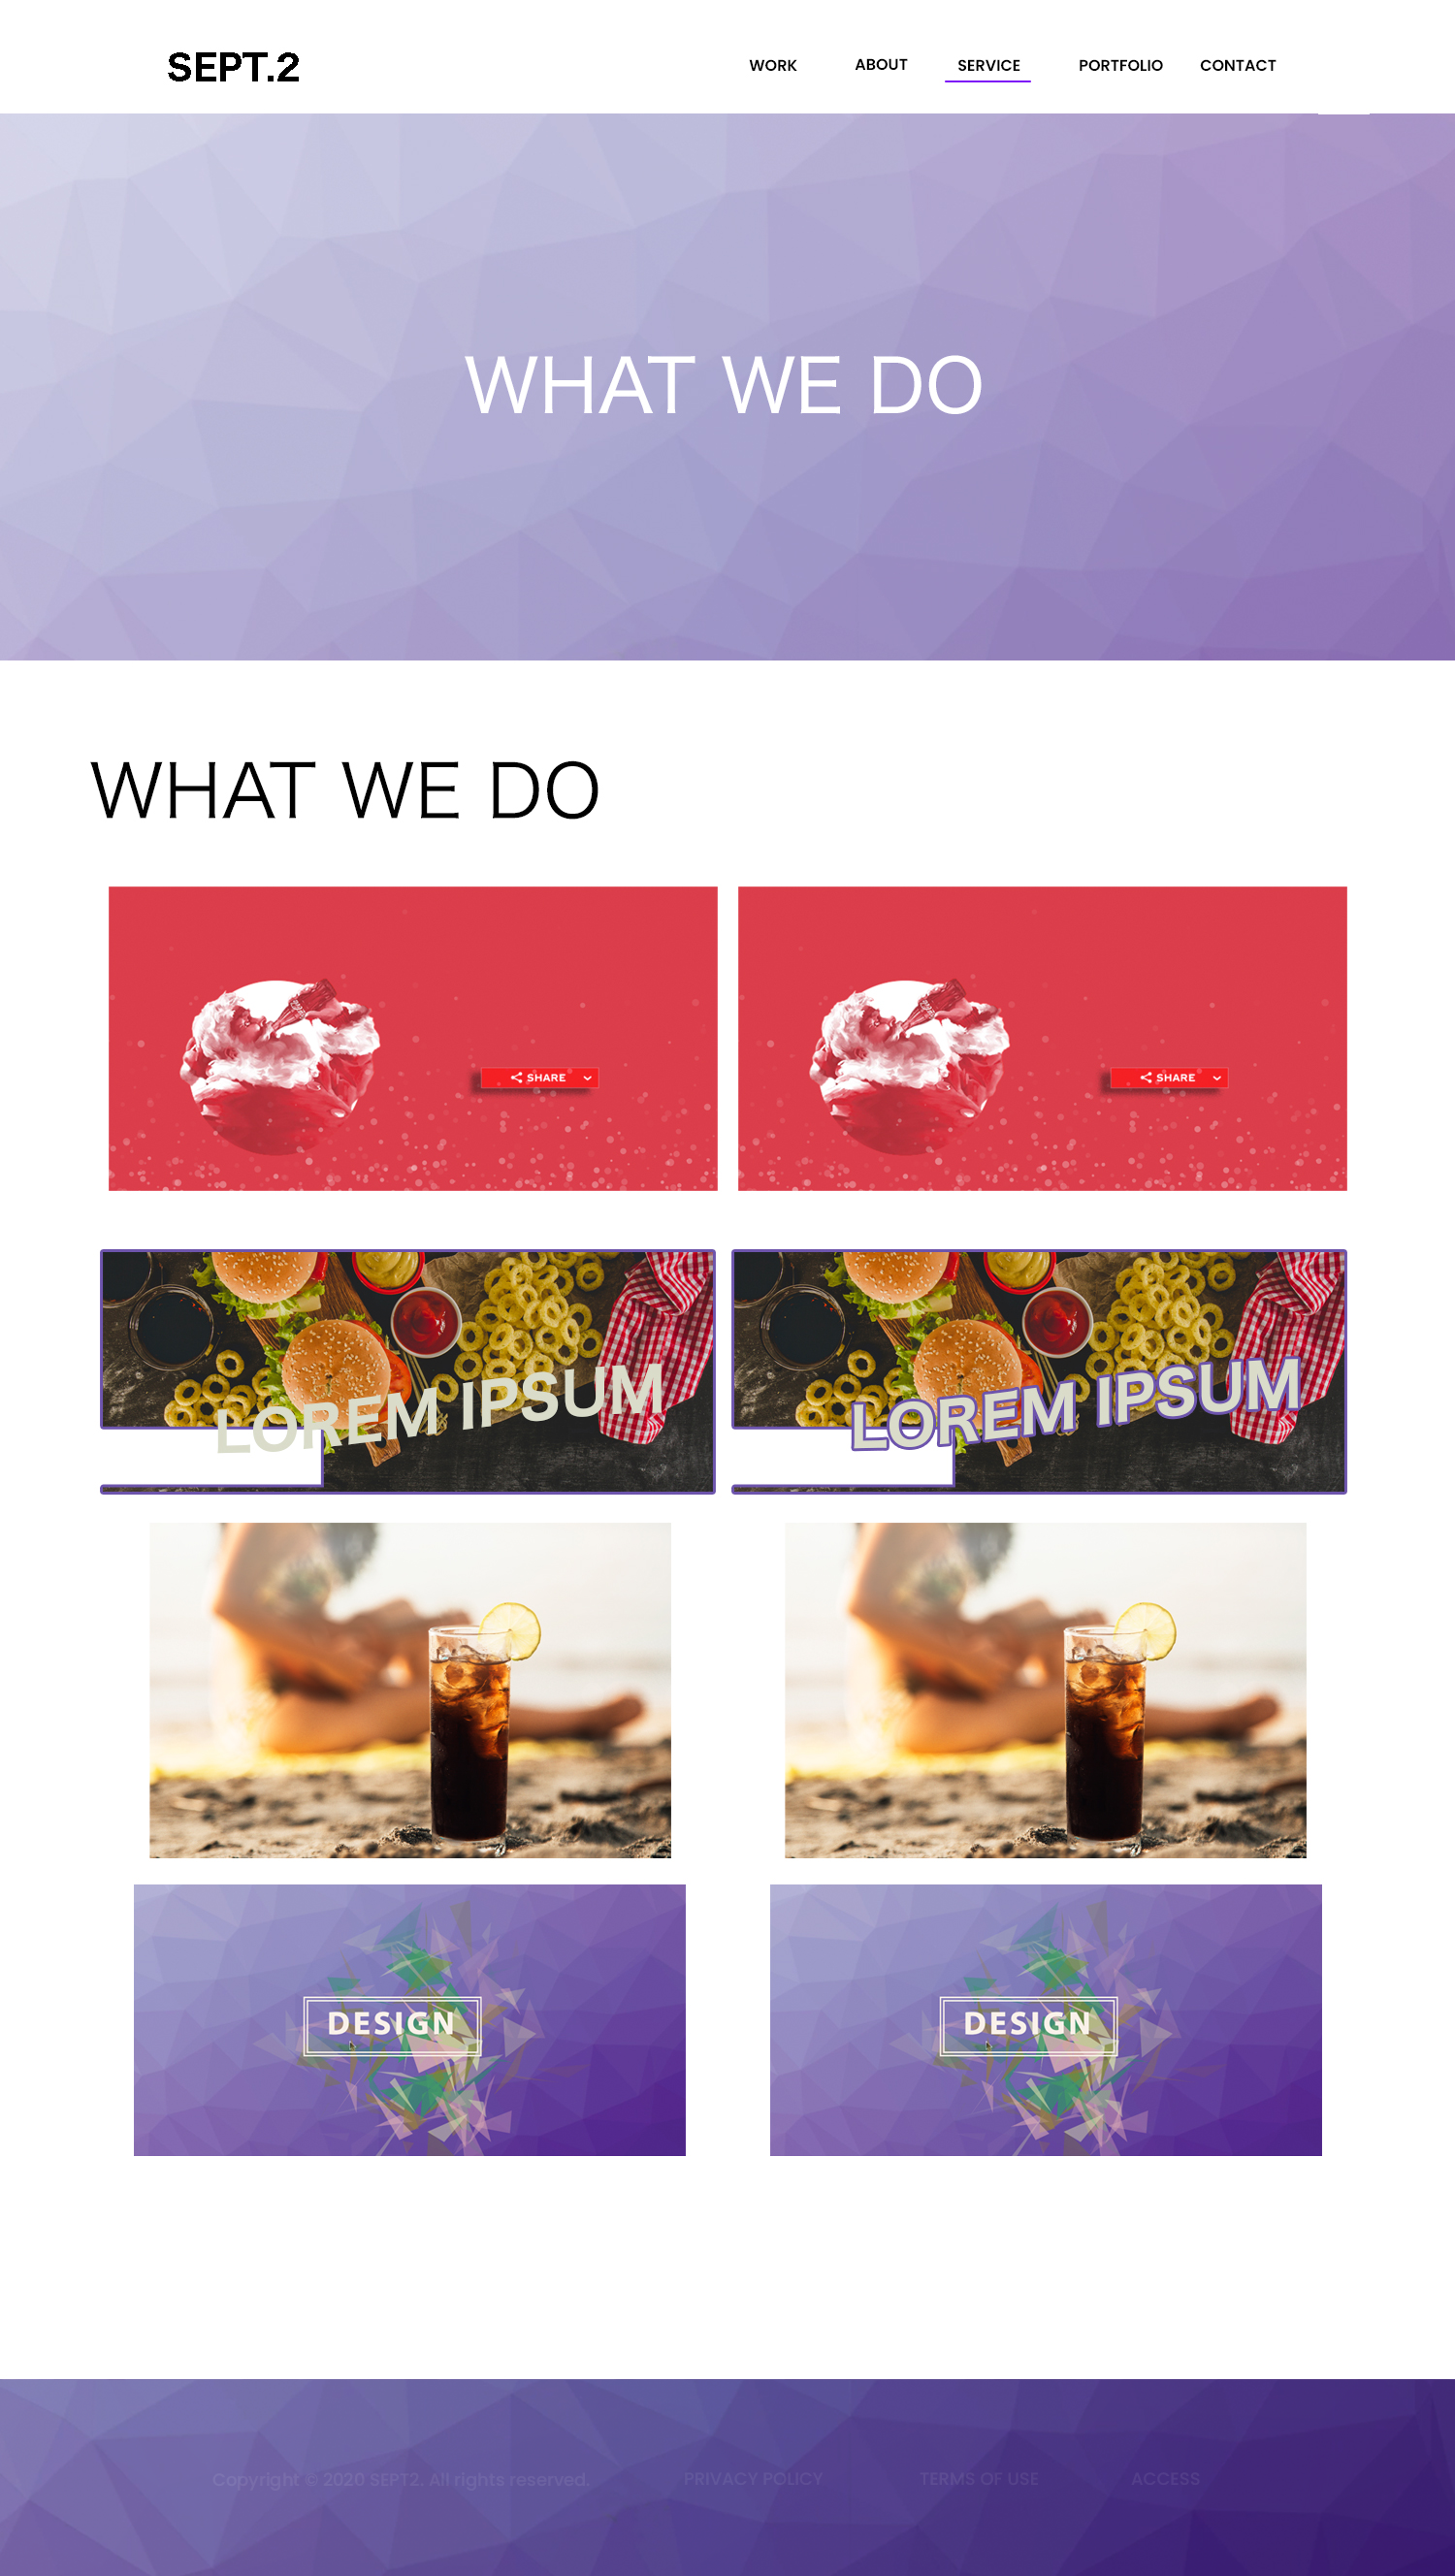 SEPT.2
WORK ABOUT SERVICE PORTFOLIO CONTACT
WHAT WE DO
WHAT WE DO
SHARE SHARE
LOREM IPSUM LOREM IPSUM
DESIGN DESIGN
Copyright © 2020 SEPT2. All rights reserved. PRIVACY POLICY TERMS OF USE ACCESS